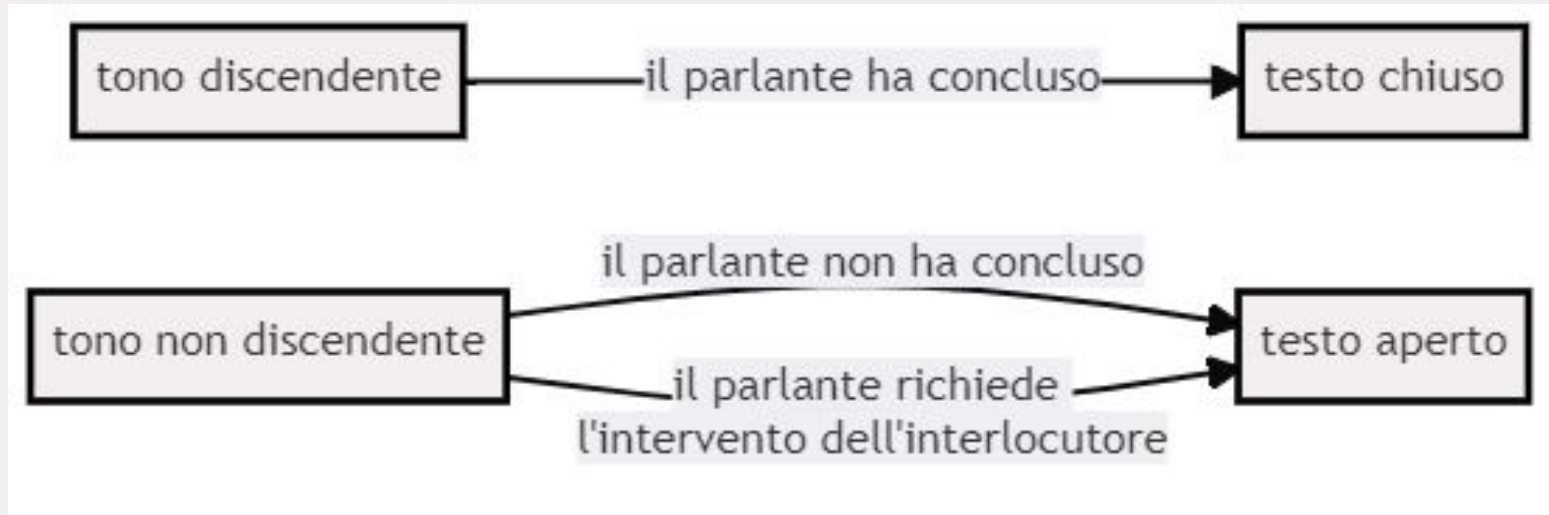 tono discendente
il parlante ha concluso
testo chiuso
il parlante non ha concluso
tono non discendente
testo aperto
il parlante richiede
l'intervento dell'interlocutore